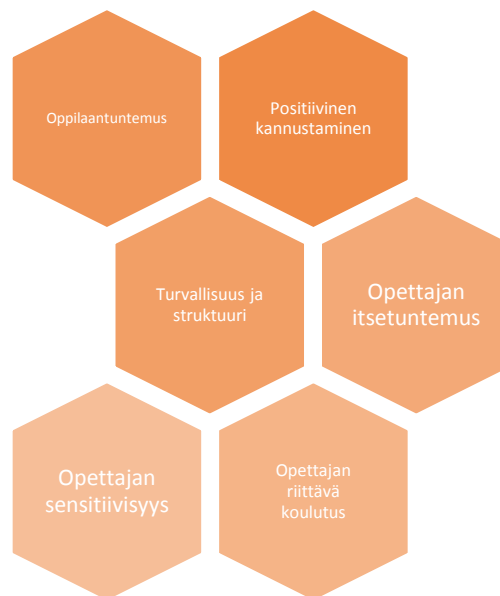 Oppilaantuntemus
Positiivinen
kannustaminen
Turvallisuus ja
struktuuri
Opettajan
itsetuntemus
Opettajan
sensitiivisyys
Opettajan
riittävä
koulutus